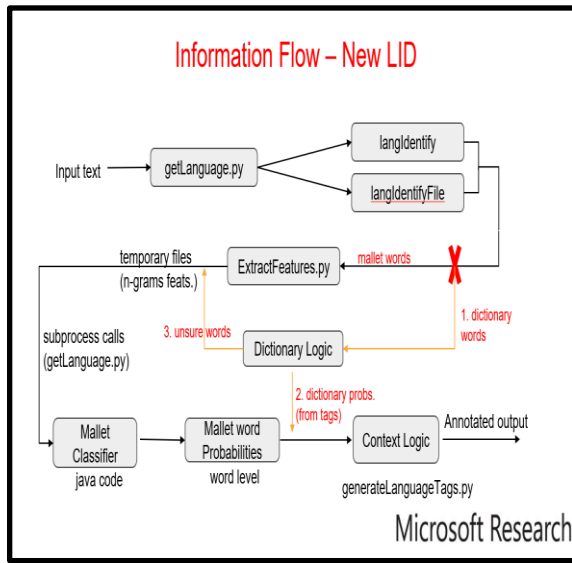 Information Flow – New LID
Input text
getLanguage.py
langIdentify
langIdentifyFile
temporary files
(n-grams feats.)
ExtractFeatures.py
mallet words
1. dictionary
words
3. unsure words
subprocess calls
(getLanguage.py)
Dictionary Logic
2. dictionary probs.
(from tags)
Mallet
Classifier
java code
Mallet word
Probabilities
word level
Context Logic
Annotated output
generateLanguageTags.py
Microsoft Research